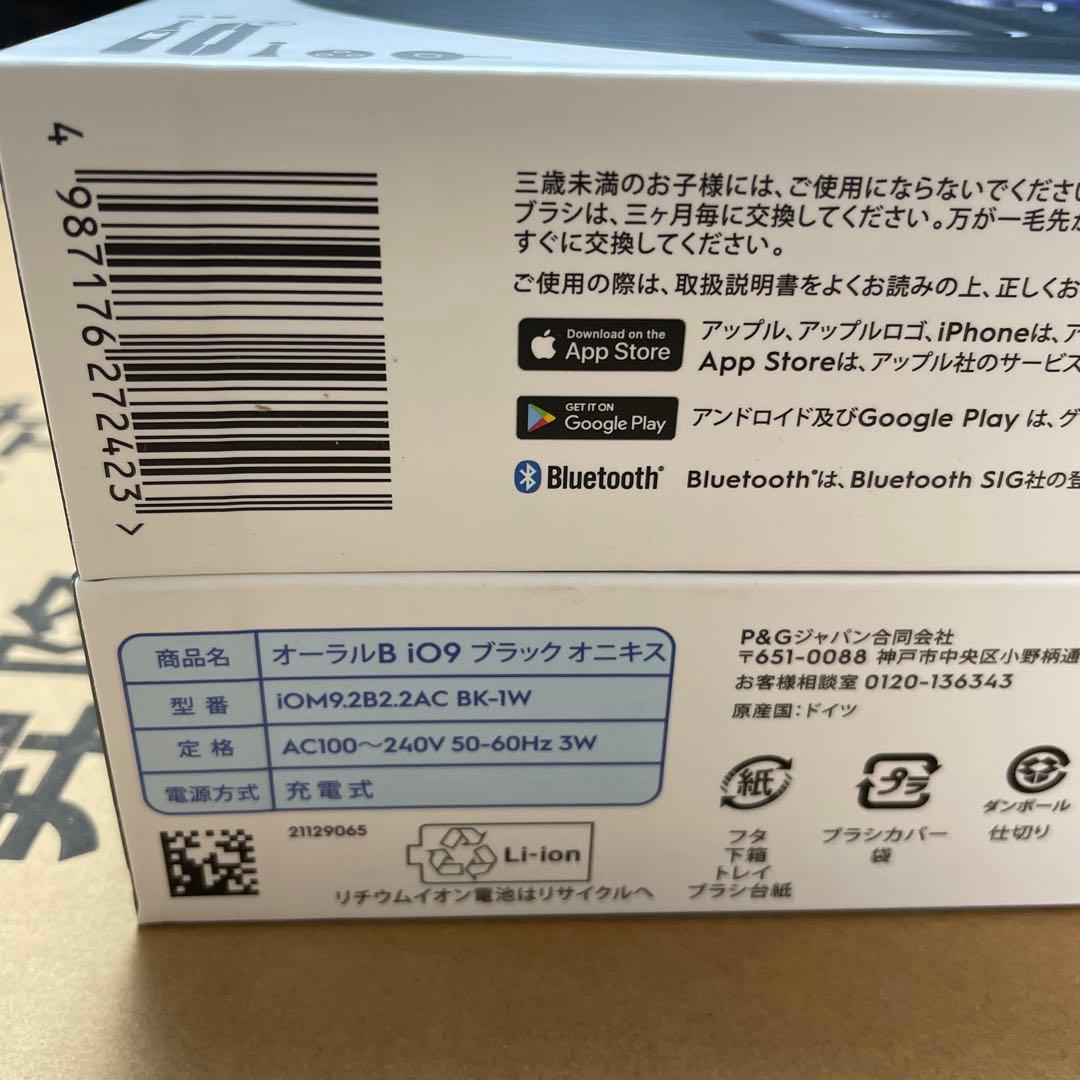 4 987176 272423 >
三歳未満のお子様には、ご使用にならないでくださ
ブラシは、三ヶ月毎に交換してください。万が一毛先が
すぐに交換してください。
ご使用の際は、取扱説明書をよくお読みの上、正しくお
Download on the
App Store
アップル、アップルロゴ、iPhoneは、ア
App Storeは、アップル社のサービス
GET IT ON
Google Play
アンドロイド及びGoogle Play は、グ
Bluetooth®
Bluetooth®は、Bluetooth SIG社の登
商品名 オーラルB iO9 ブラック オニキス
型番 iOM9.2B2.2AC BK-1W
定格 AC100～240V 50-60Hz 3W
電源方式 充電式
P&Gジャパン合同会社
〒651-0088 神戸市中央区小野柄通
お客様相談室 0120-136343
原産国：ドイツ
21129065
Li-ion
リチウムイオン電池はリサイクルへ
紙
フタ
下箱
トレイ
ブラシ台紙
プラ
ブラシカバー
袋
ダンボール
仕切り